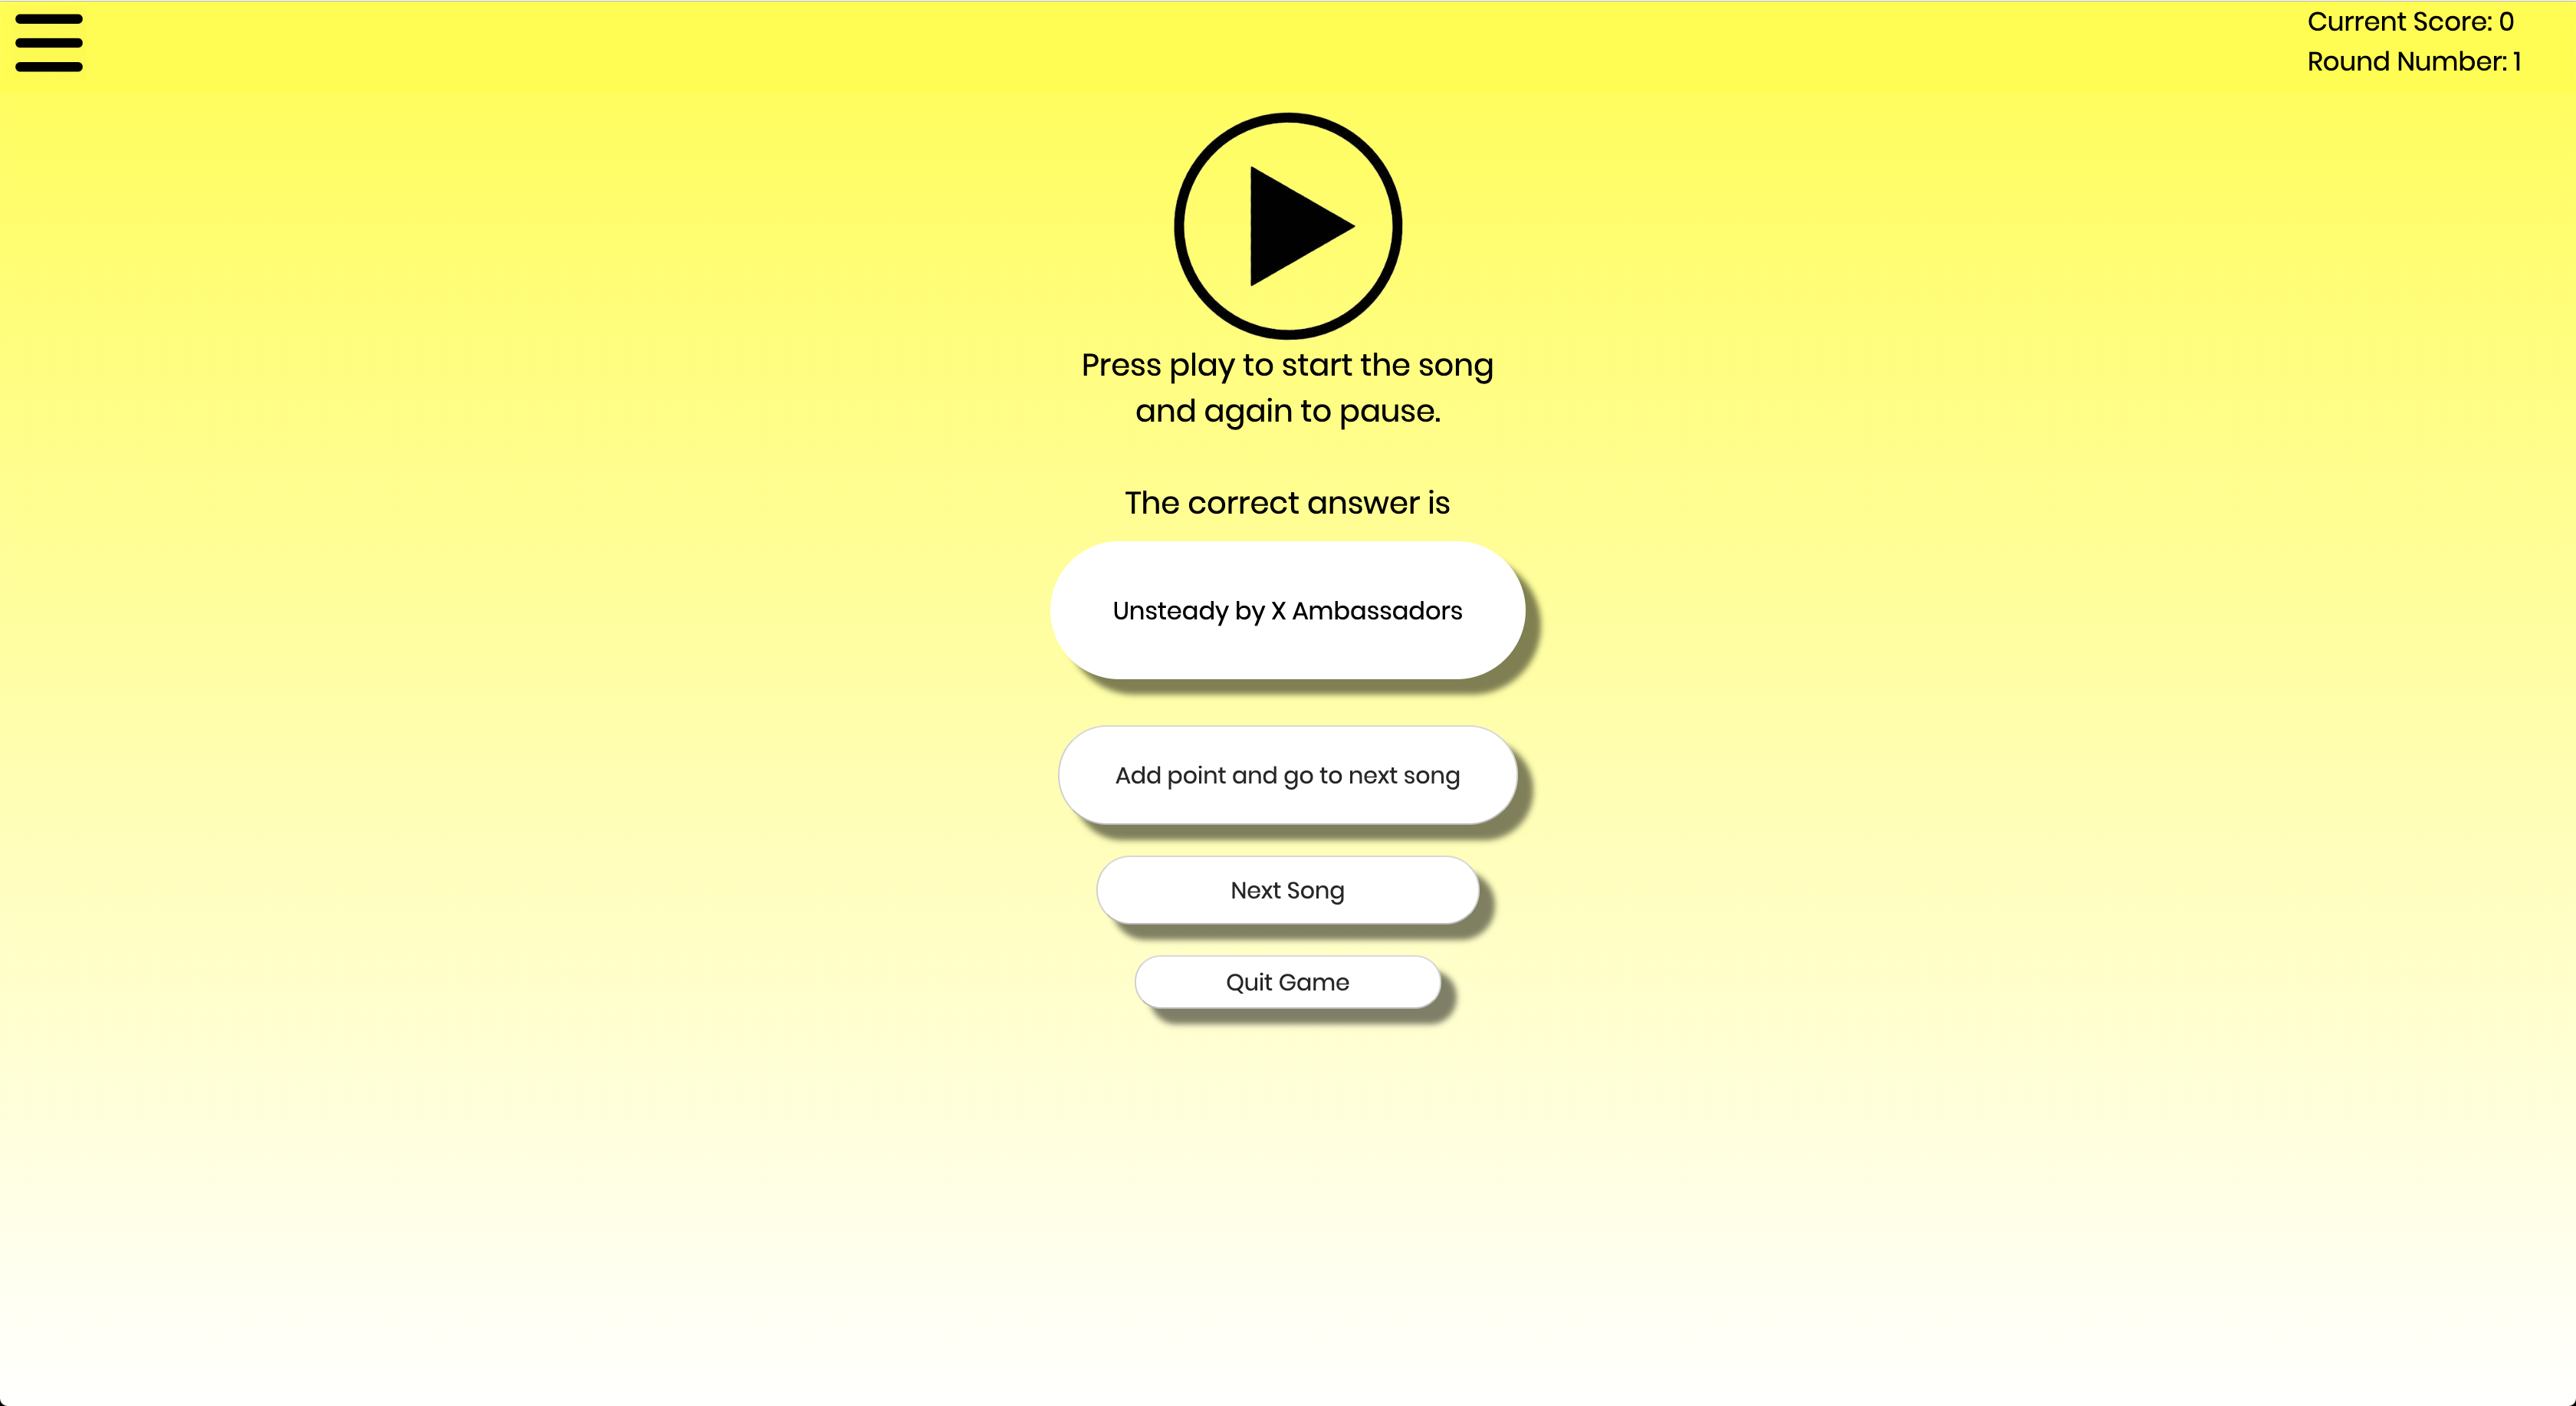 Current Score: 0
Round Number: 1
Press play to start the song
and again to pause.
The correct answer is
Unsteady by X Ambassadors
Add point and go to next song
Next Song
Quit Game